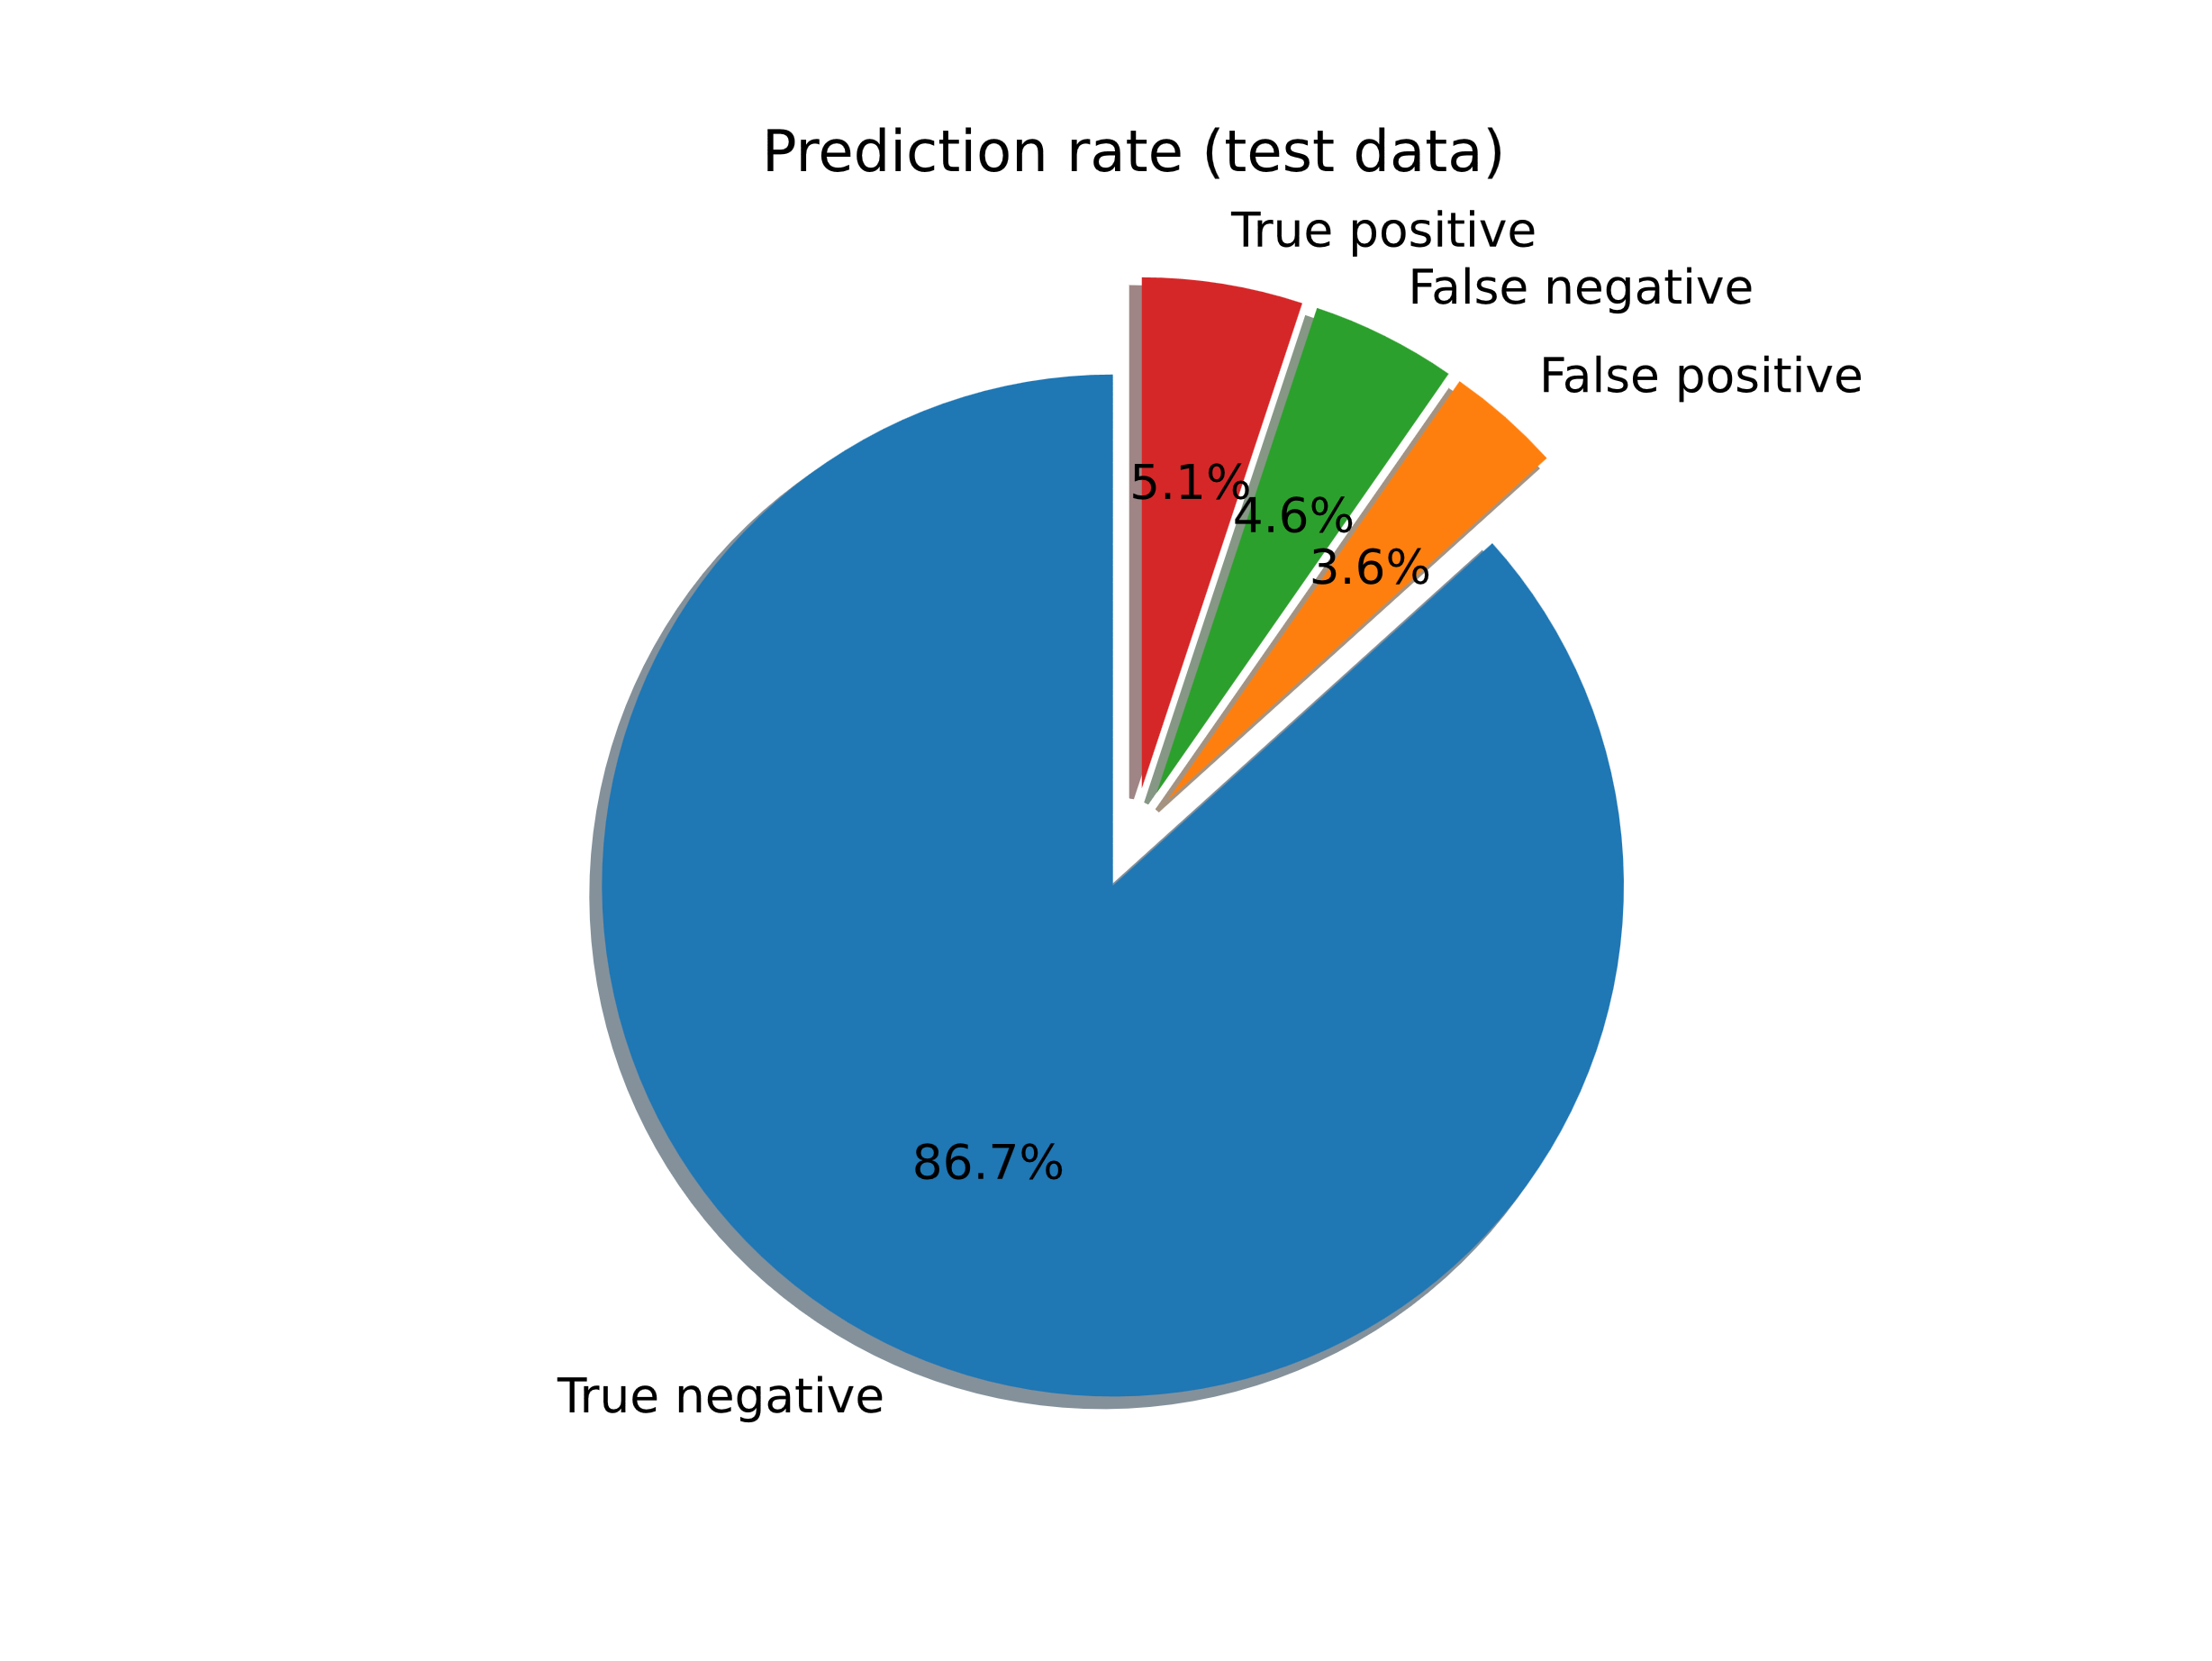 Prediction rate (test data)
True positive
False negative
False positive
5.1%
4.6%
3.6%
86.7%
True negative